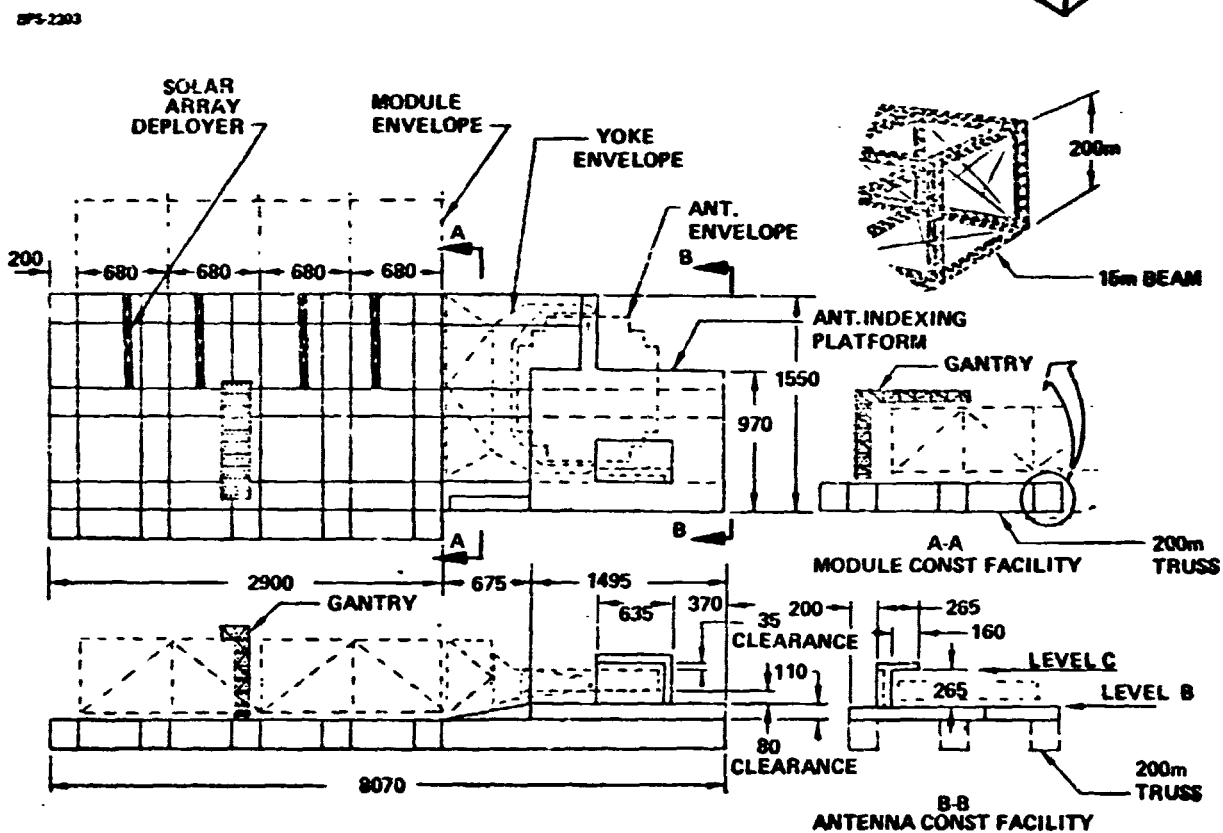 SPS-2203
SOLAR
ARRAY
DEPLOYER
MODULE
ENVELOPE
YOKE
ENVELOPE
ANT.
ENVELOPE
200m
15m BEAM
A
B
200
680
680
680
680
ANT. INDEXING
PLATFORM
GANTRY
1550
970
A
B
A-A
MODULE CONST FACILITY
200m
TRUSS
2900
675
1495
GANTRY
635
370
35
CLEARANCE
110
80
CLEARANCE
200
265
160
LEVEL C
265
LEVEL B
8070
200m
TRUSS
B-B
ANTENNA CONST FACILITY